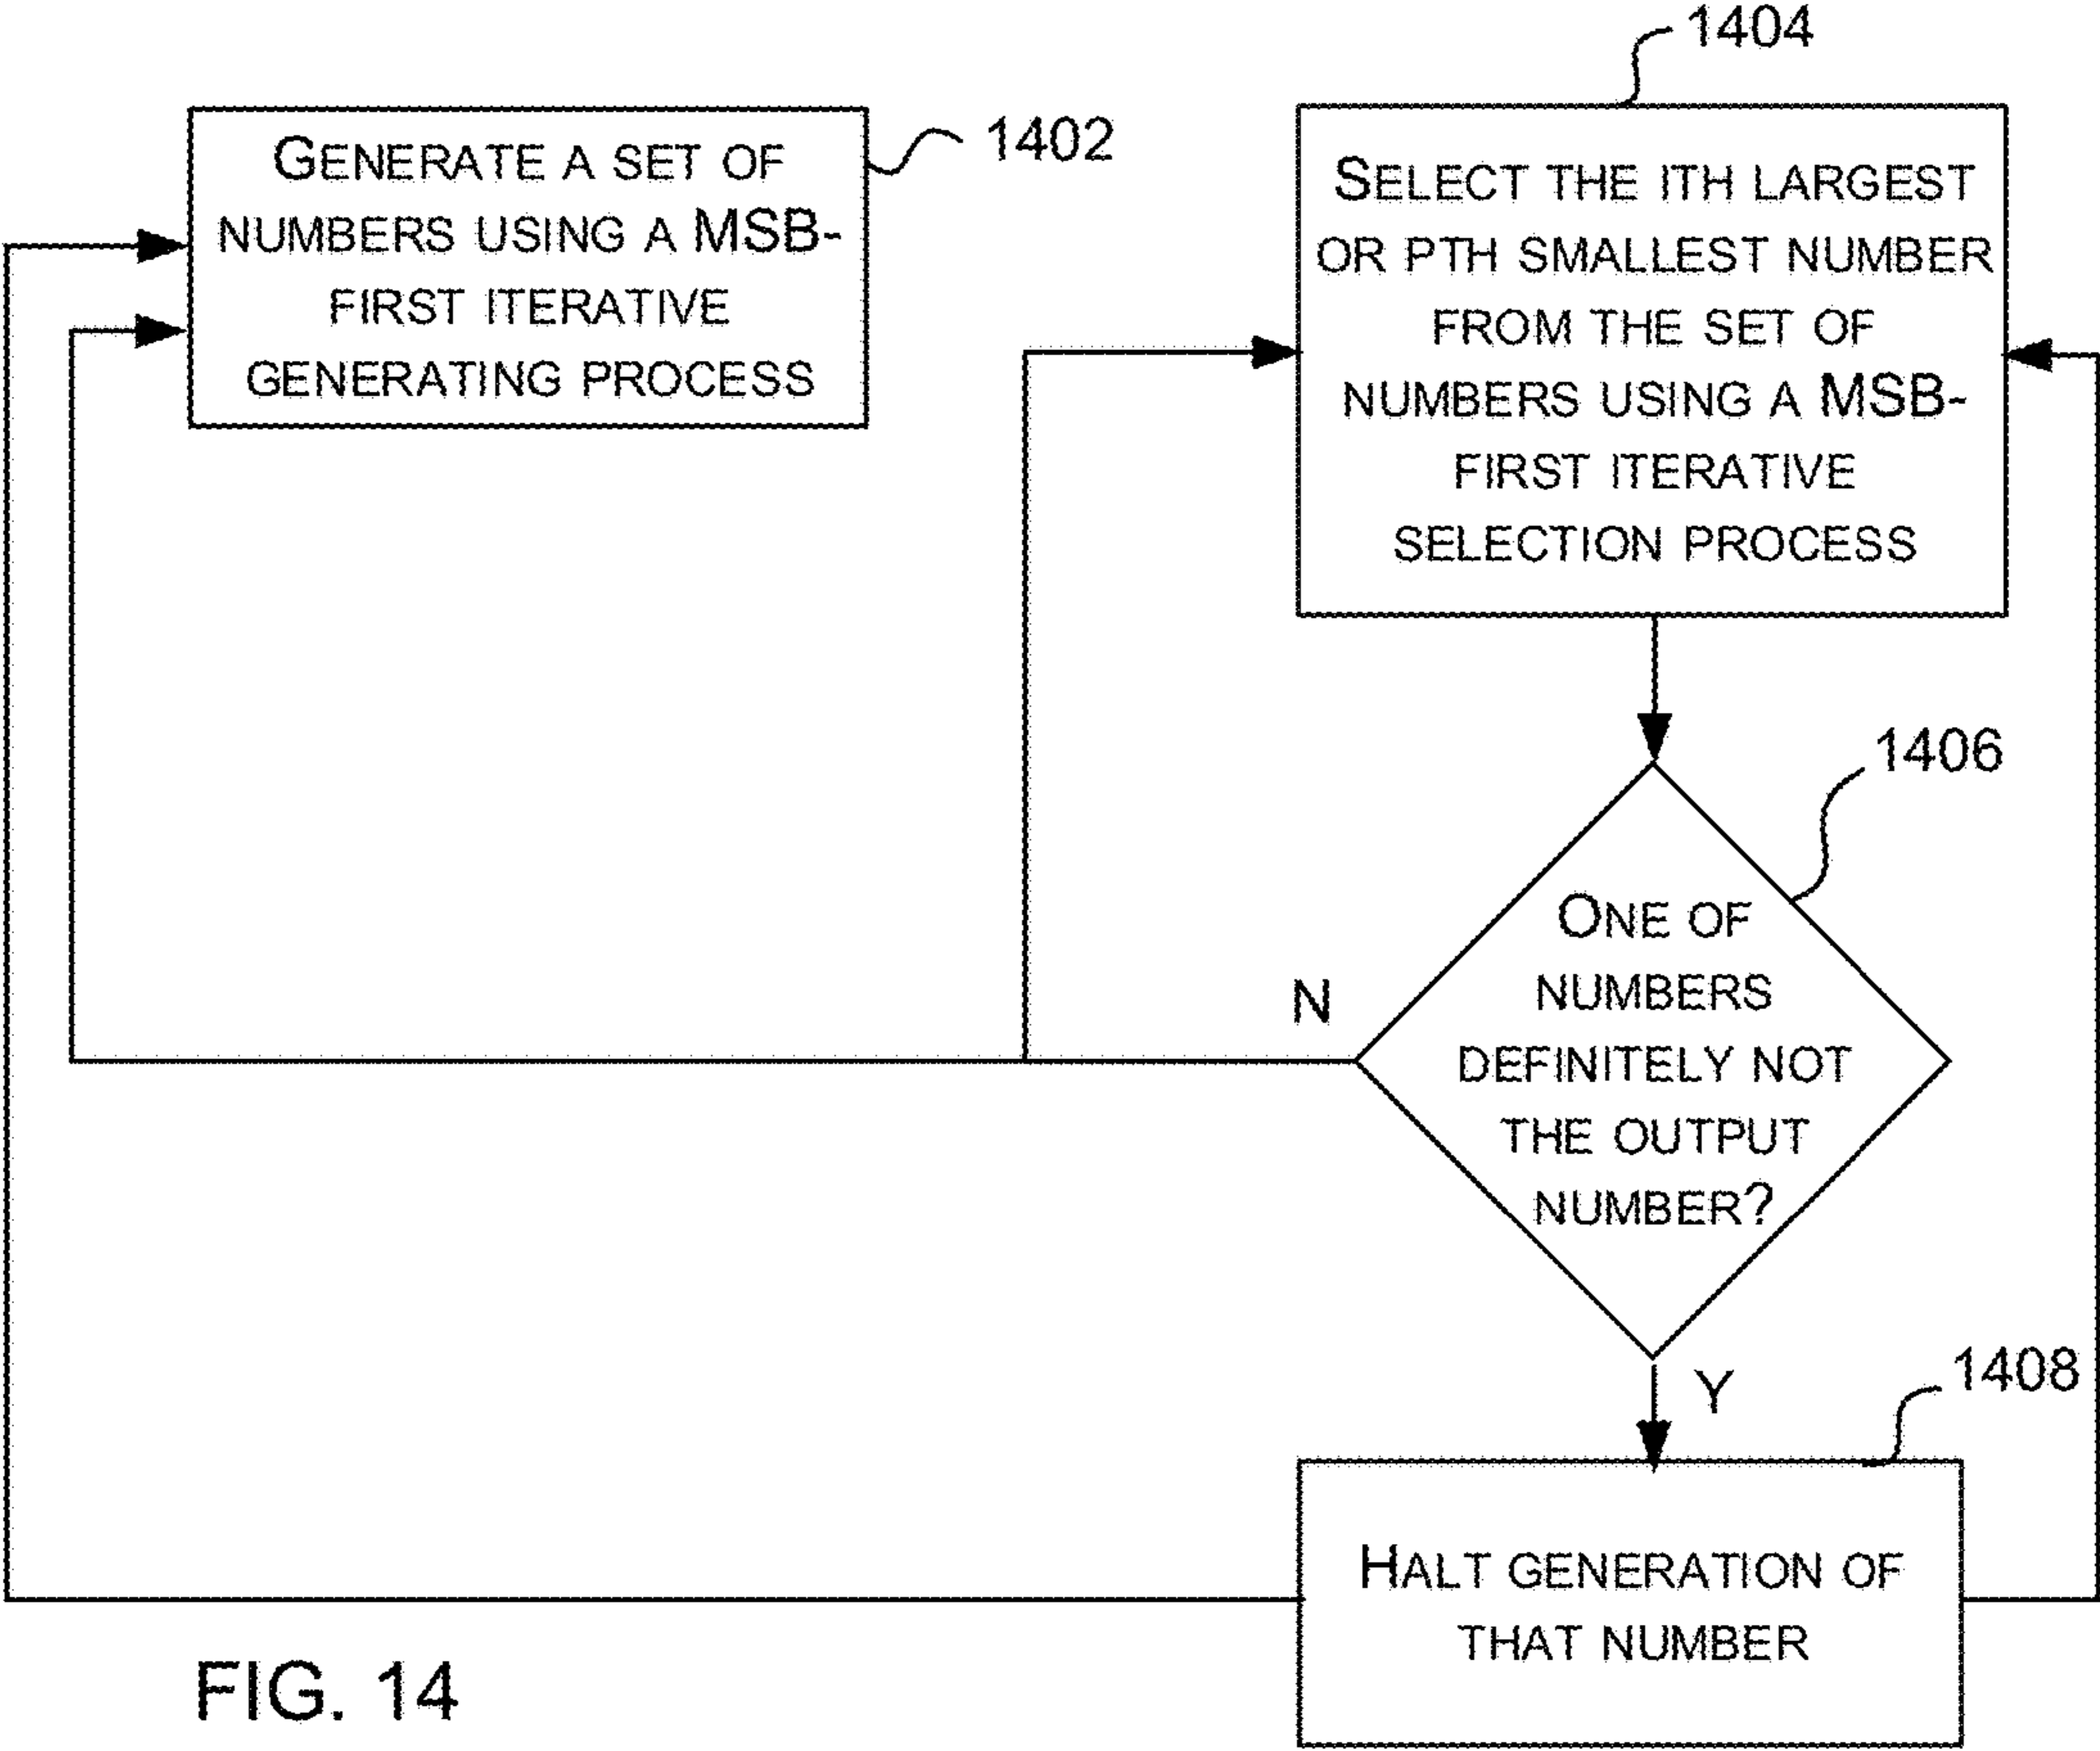 1404
1402
GENERATE A SET OF
NUMBERS USING A MSB-
FIRST ITERATIVE
GENERATING PROCESS
SELECT THE ITH LARGEST
OR PTH SMALLEST NUMBER
FROM THE SET OF
NUMBERS USING A MSB-
FIRST ITERATIVE
SELECTION PROCESS
1406
ONE OF
NUMBERS
DEFINITELY NOT
THE OUTPUT
NUMBER?
N
Y
1408
HALT GENERATION OF
THAT NUMBER
FIG. 14